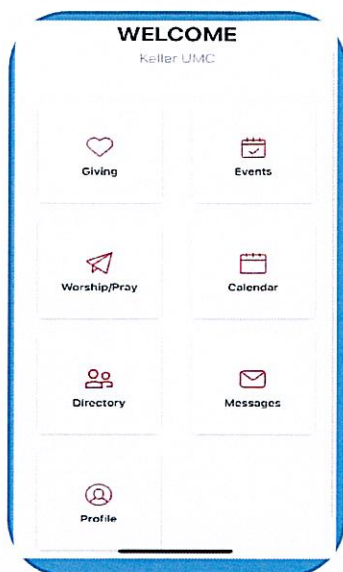 WELCOME
Keller UMC
Giving
Events
Worship/Pray
Calendar
Directory
Messages
Profile